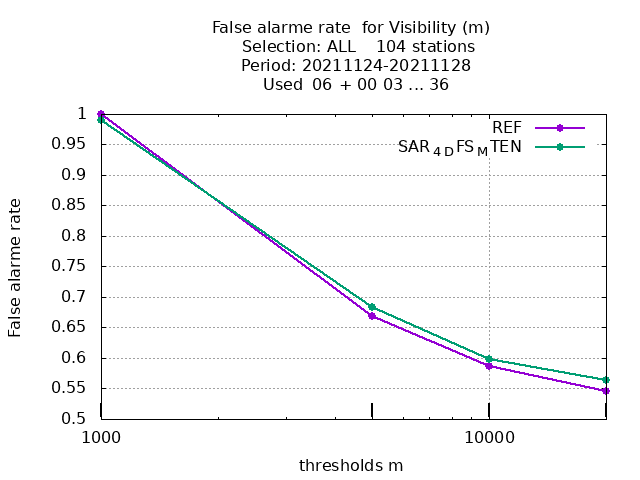 False alarme rate  for Visibility (m)
Selection: ALL    104 stations
Period: 20211124-20211128
Used  06 + 00 03 ... 36
REF
SAR4DFSMTEN
1
0.95
0.9
0.85
0.8
0.75
0.7
0.65
0.6
0.55
0.5
False alarme rate
1000
10000
thresholds m